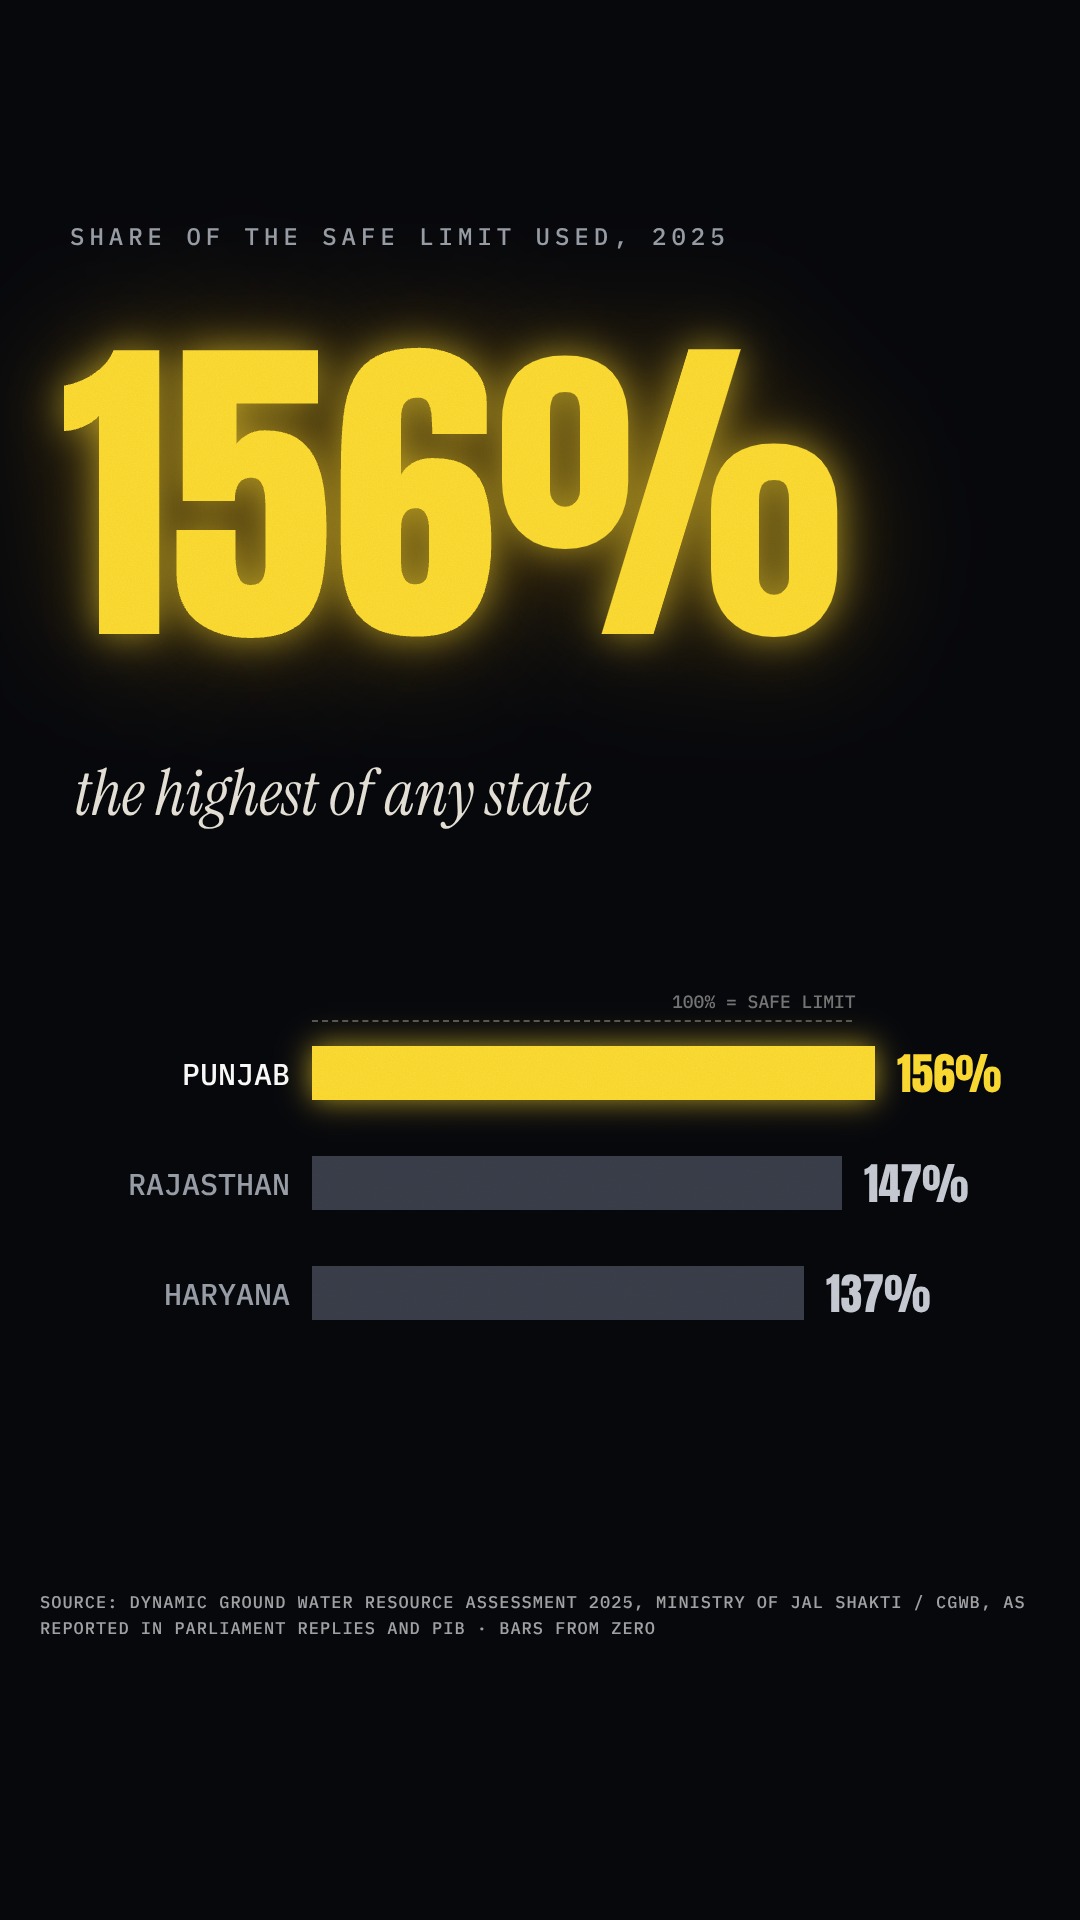 SHARE OF THE SAFE LIMIT USED, 2025
156%
the highest of any state
100% = SAFE LIMIT
PUNJAB 156%
RAJASTHAN 147%
HARYANA 137%
SOURCE: DYNAMIC GROUND WATER RESOURCE ASSESSMENT 2025, MINISTRY OF JAL SHAKTI / CGWB, AS
REPORTED IN PARLIAMENT REPLIES AND PIB · BARS FROM ZERO